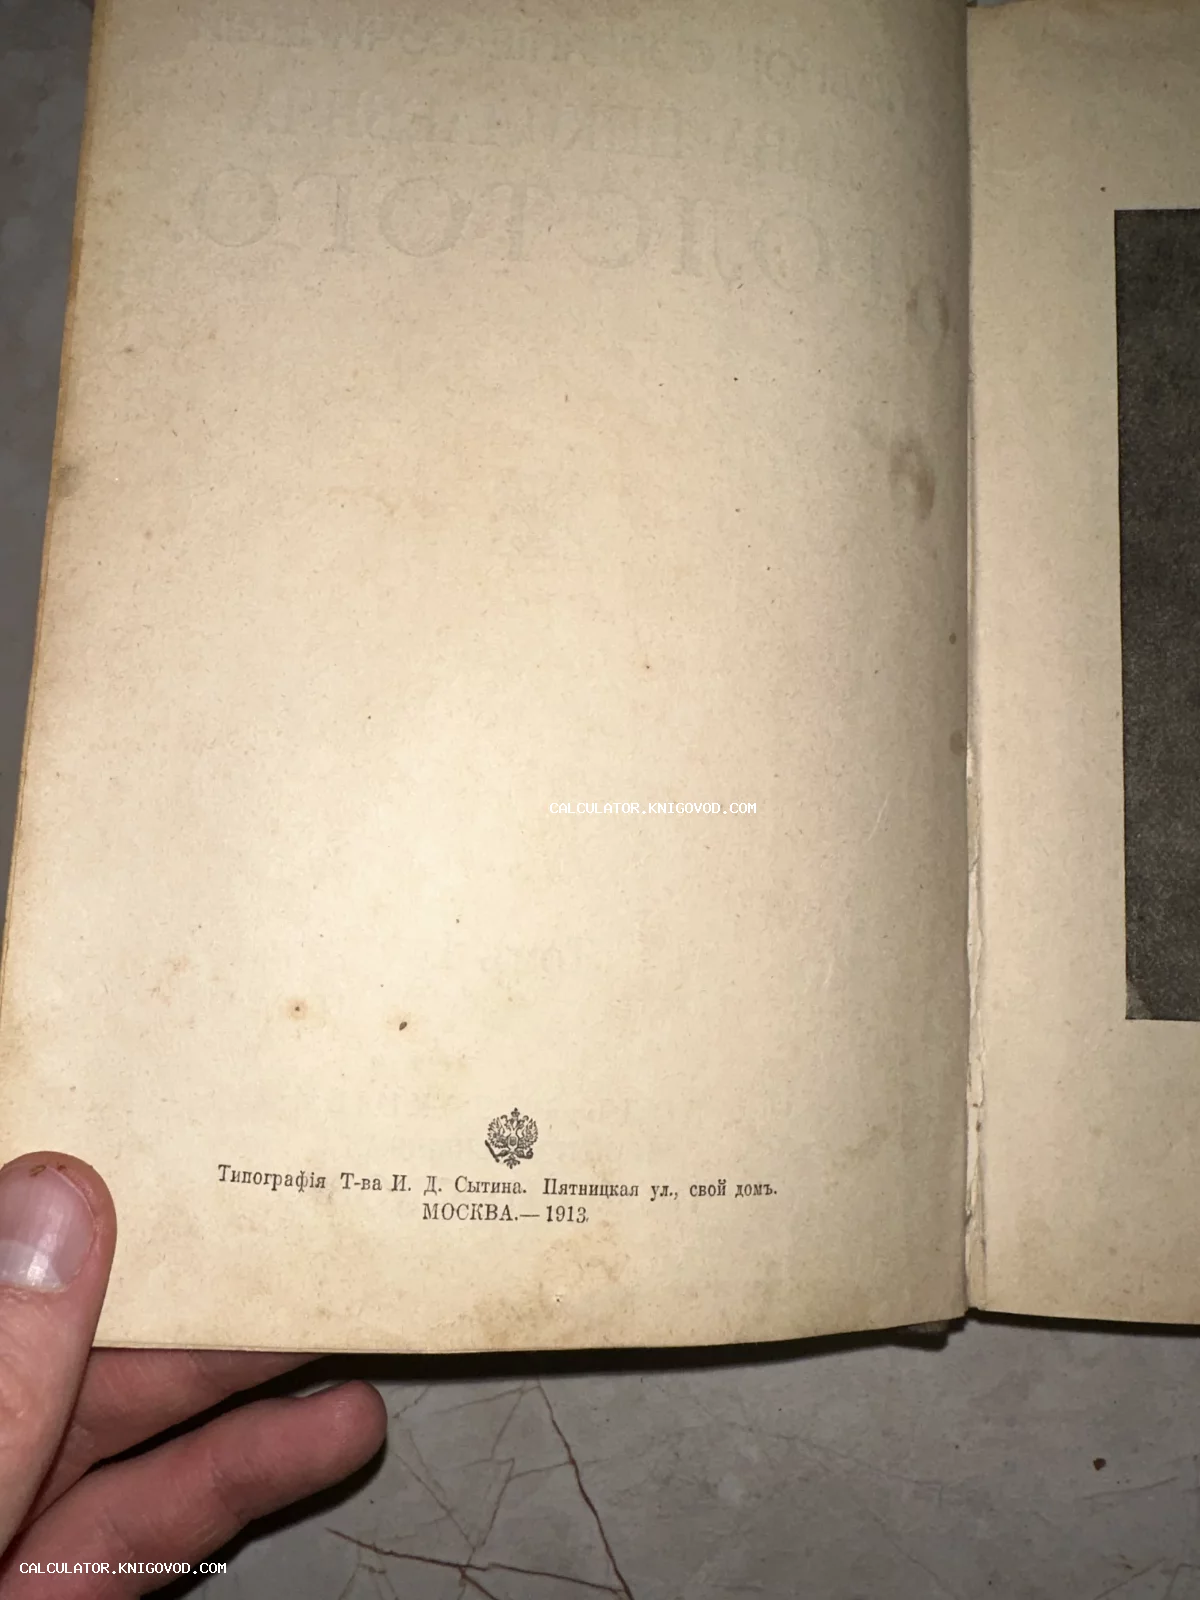 CALCULATOR.KNIGOVOD.COM
Типографія Т-ва И. Д. Сытина. Пятницкая ул., свой домъ.
МОСКВА.—1913.
CALCULATOR.KNIGOVOD.COM